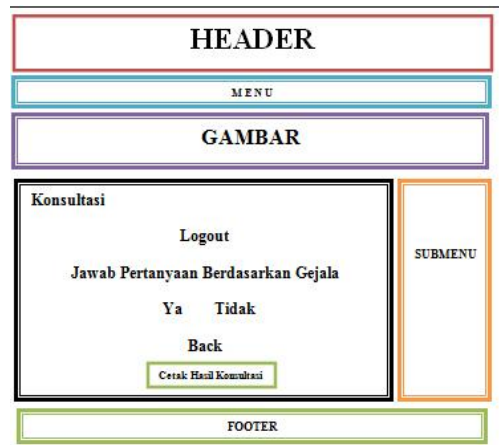 HEADER
MENU
GAMBAR
Konsultasi
Logout
Jawab Pertanyaan Berdasarkan Gejala
Ya Tidak
Back
Cetak Hasil Konsultasi
SUBMENU
FOOTER